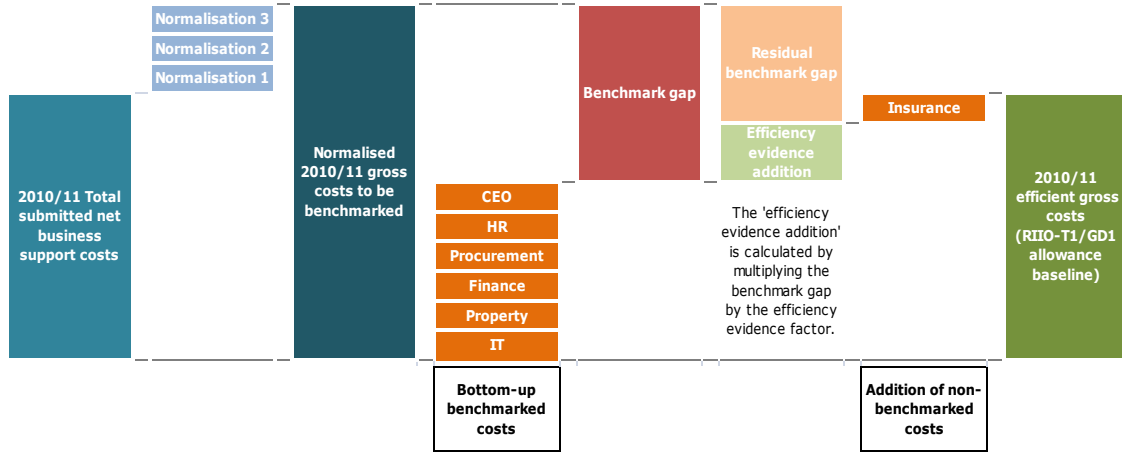 2010/11 Total
submitted net
business
support costs
Normalisation 3
Normalisation 2
Normalisation 1
Normalised
2010/11 gross
costs to be
benchmarked
CEO
HR
Procurement
Finance
Property
IT
Bottom-up
benchmarked
costs
Benchmark gap
Residual
benchmark gap
Efficiency
evidence
addition
The 'efficiency
evidence addition'
is calculated by
multiplying the
benchmark gap
by the efficiency
evidence factor.
Insurance
Addition of non-
benchmarked
costs
2010/11
efficient gross
costs
(RIIO-T1/GD1
allowance
baseline)